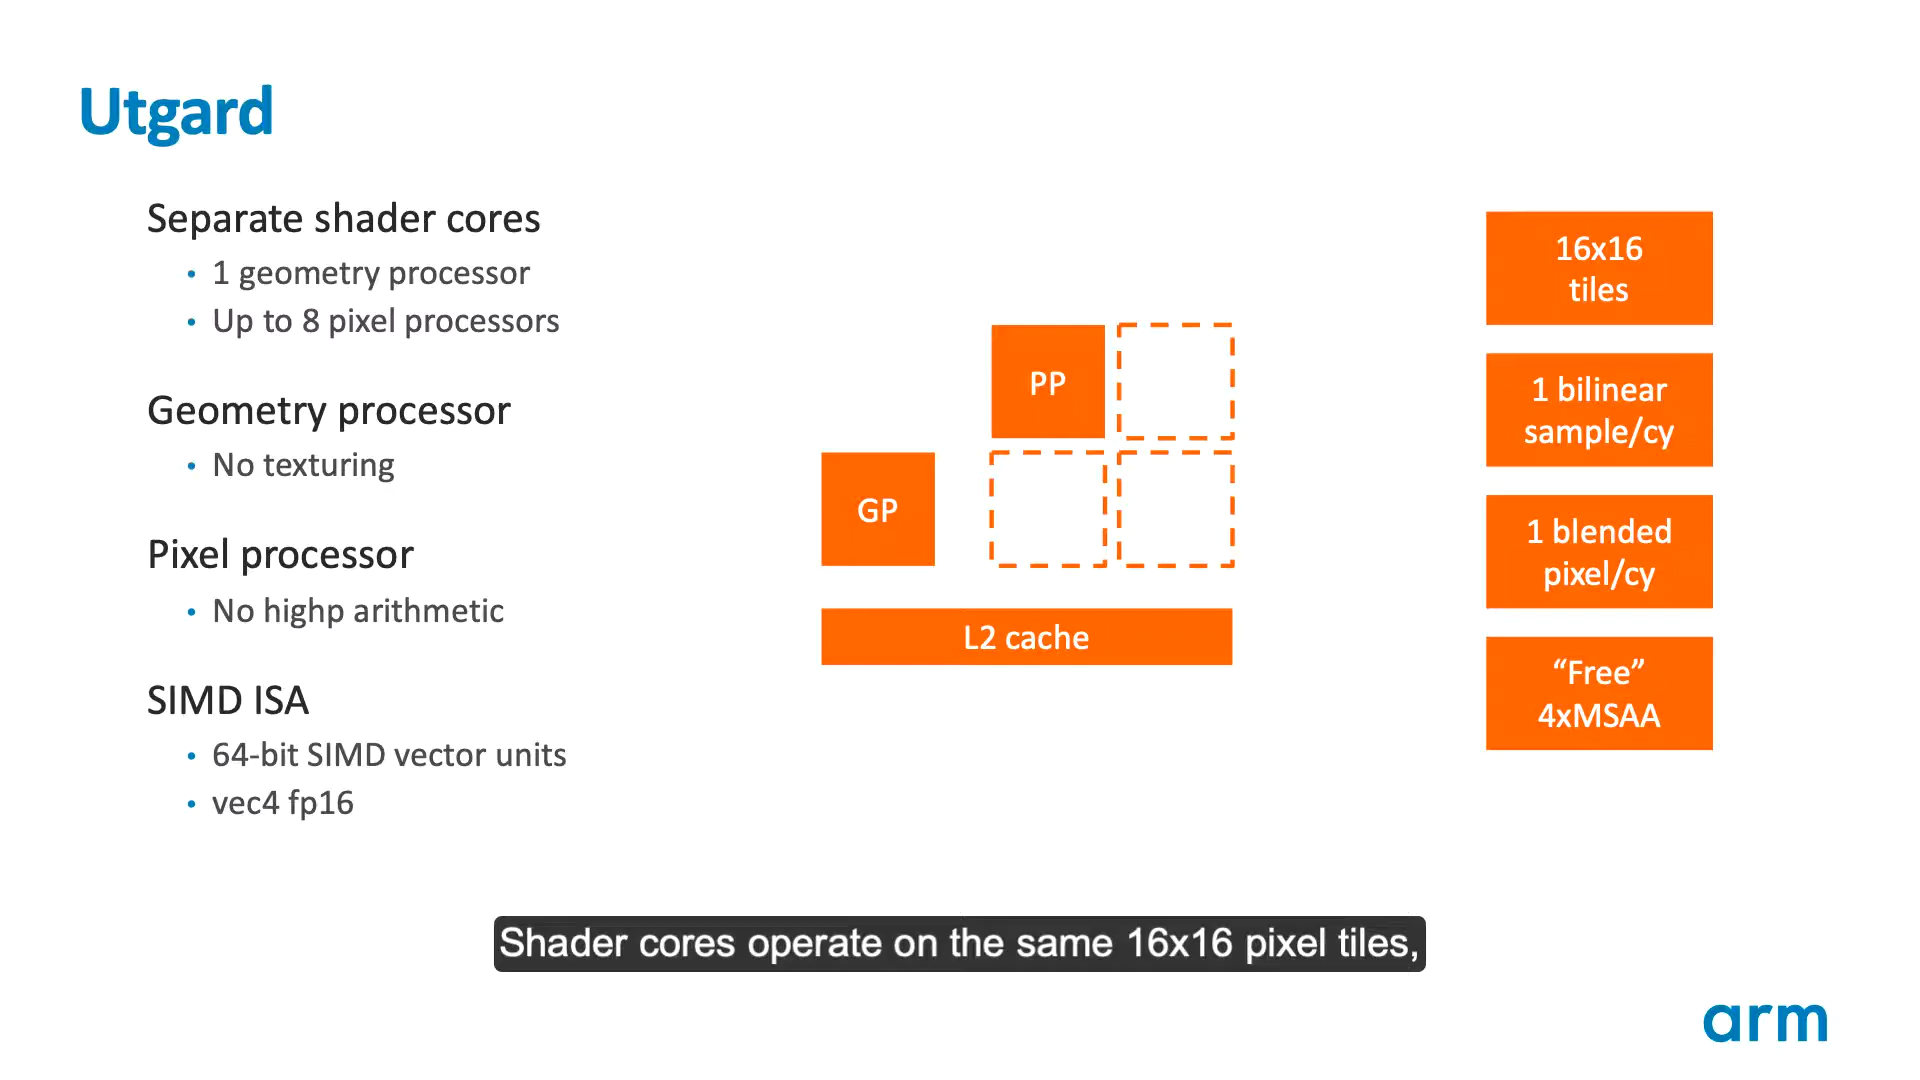 Utgard
Separate shader cores
• 1 geometry processor
• Up to 8 pixel processors
Geometry processor
• No texturing
Pixel processor
• No highp arithmetic
SIMD ISA
• 64-bit SIMD vector units
• vec4 fp16
PP
GP
L2 cache
16x16
tiles
1 bilinear
sample/cy
1 blended
pixel/cy
“Free”
4xMSAA
Shader cores operate on the same 16x16 pixel tiles,
arm